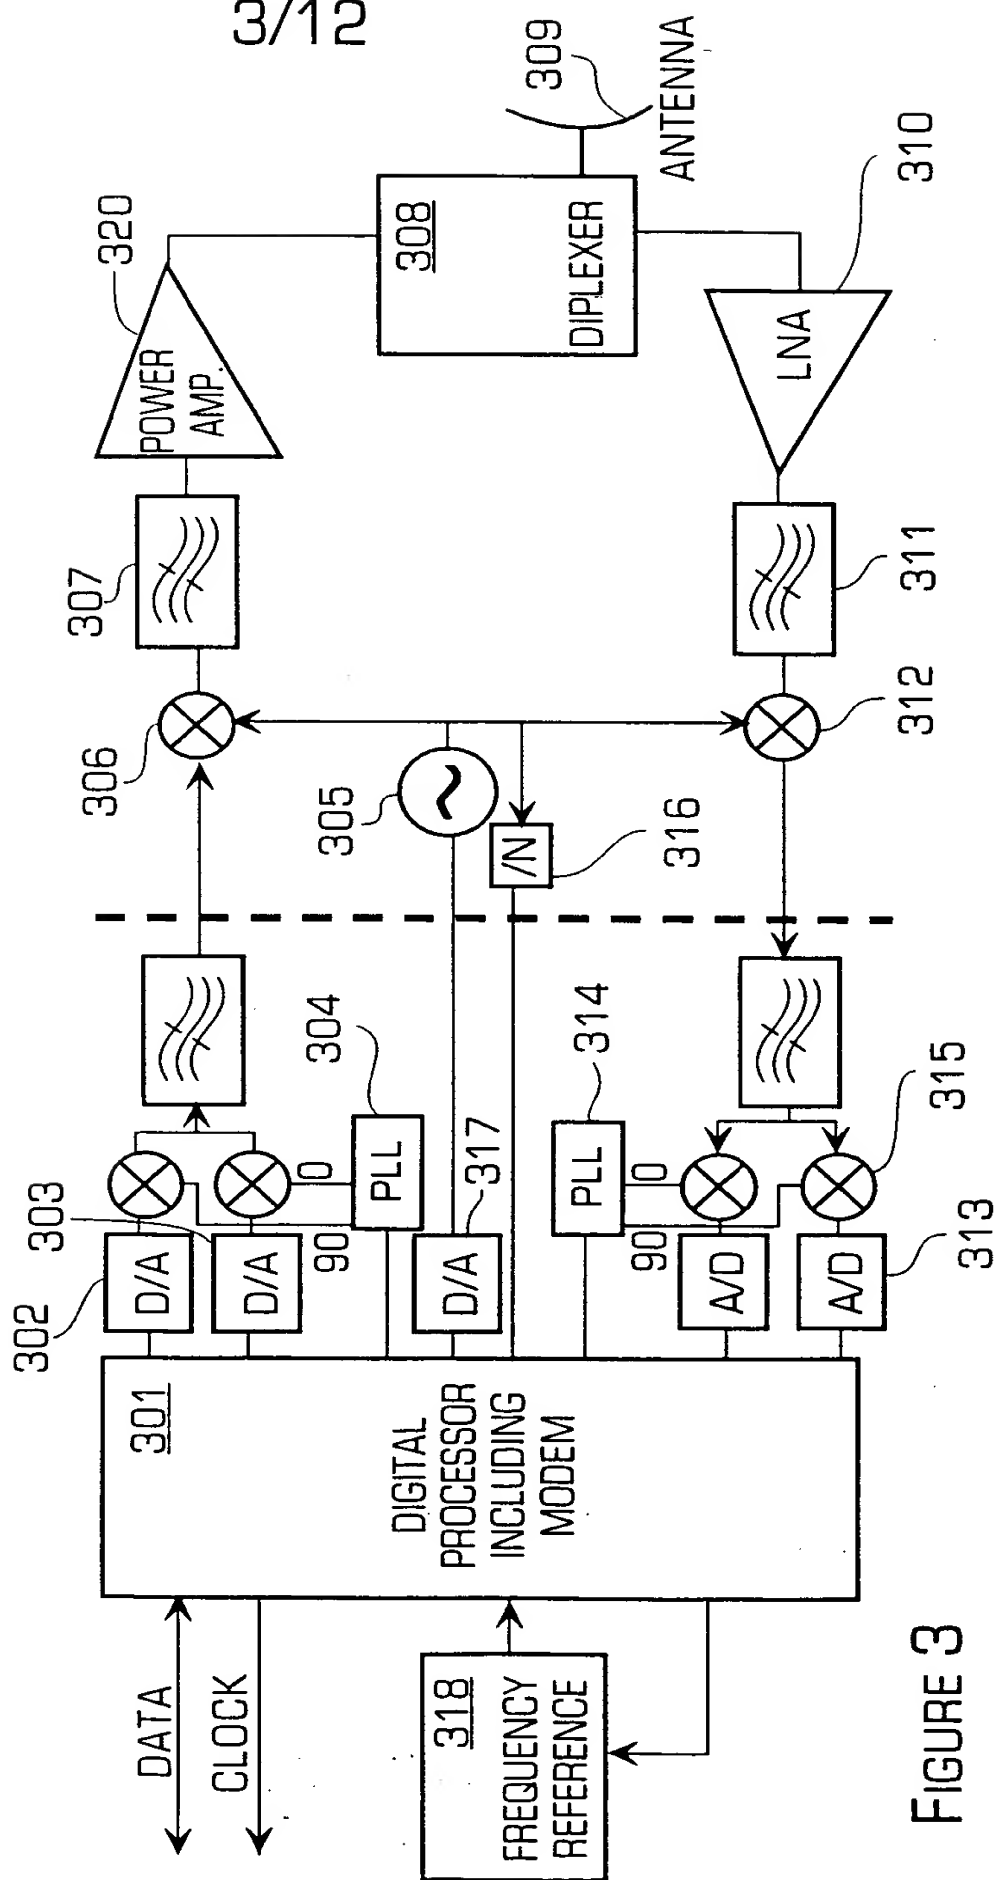 3/12
DATA
CLOCK
318
FREQUENCY
REFERENCE
301
DIGITAL
PROCESSOR
INCLUDING
MODEM
302
303
D/A
D/A
90
0
PLL
304
D/A
317
PLL
314
90
0
A/D
A/D
313
315
305
/N
316
306
307
POWER
AMP.
320
308
DIPLEXER
309
ANTENNA
LNA
310
311
312
FIGURE 3